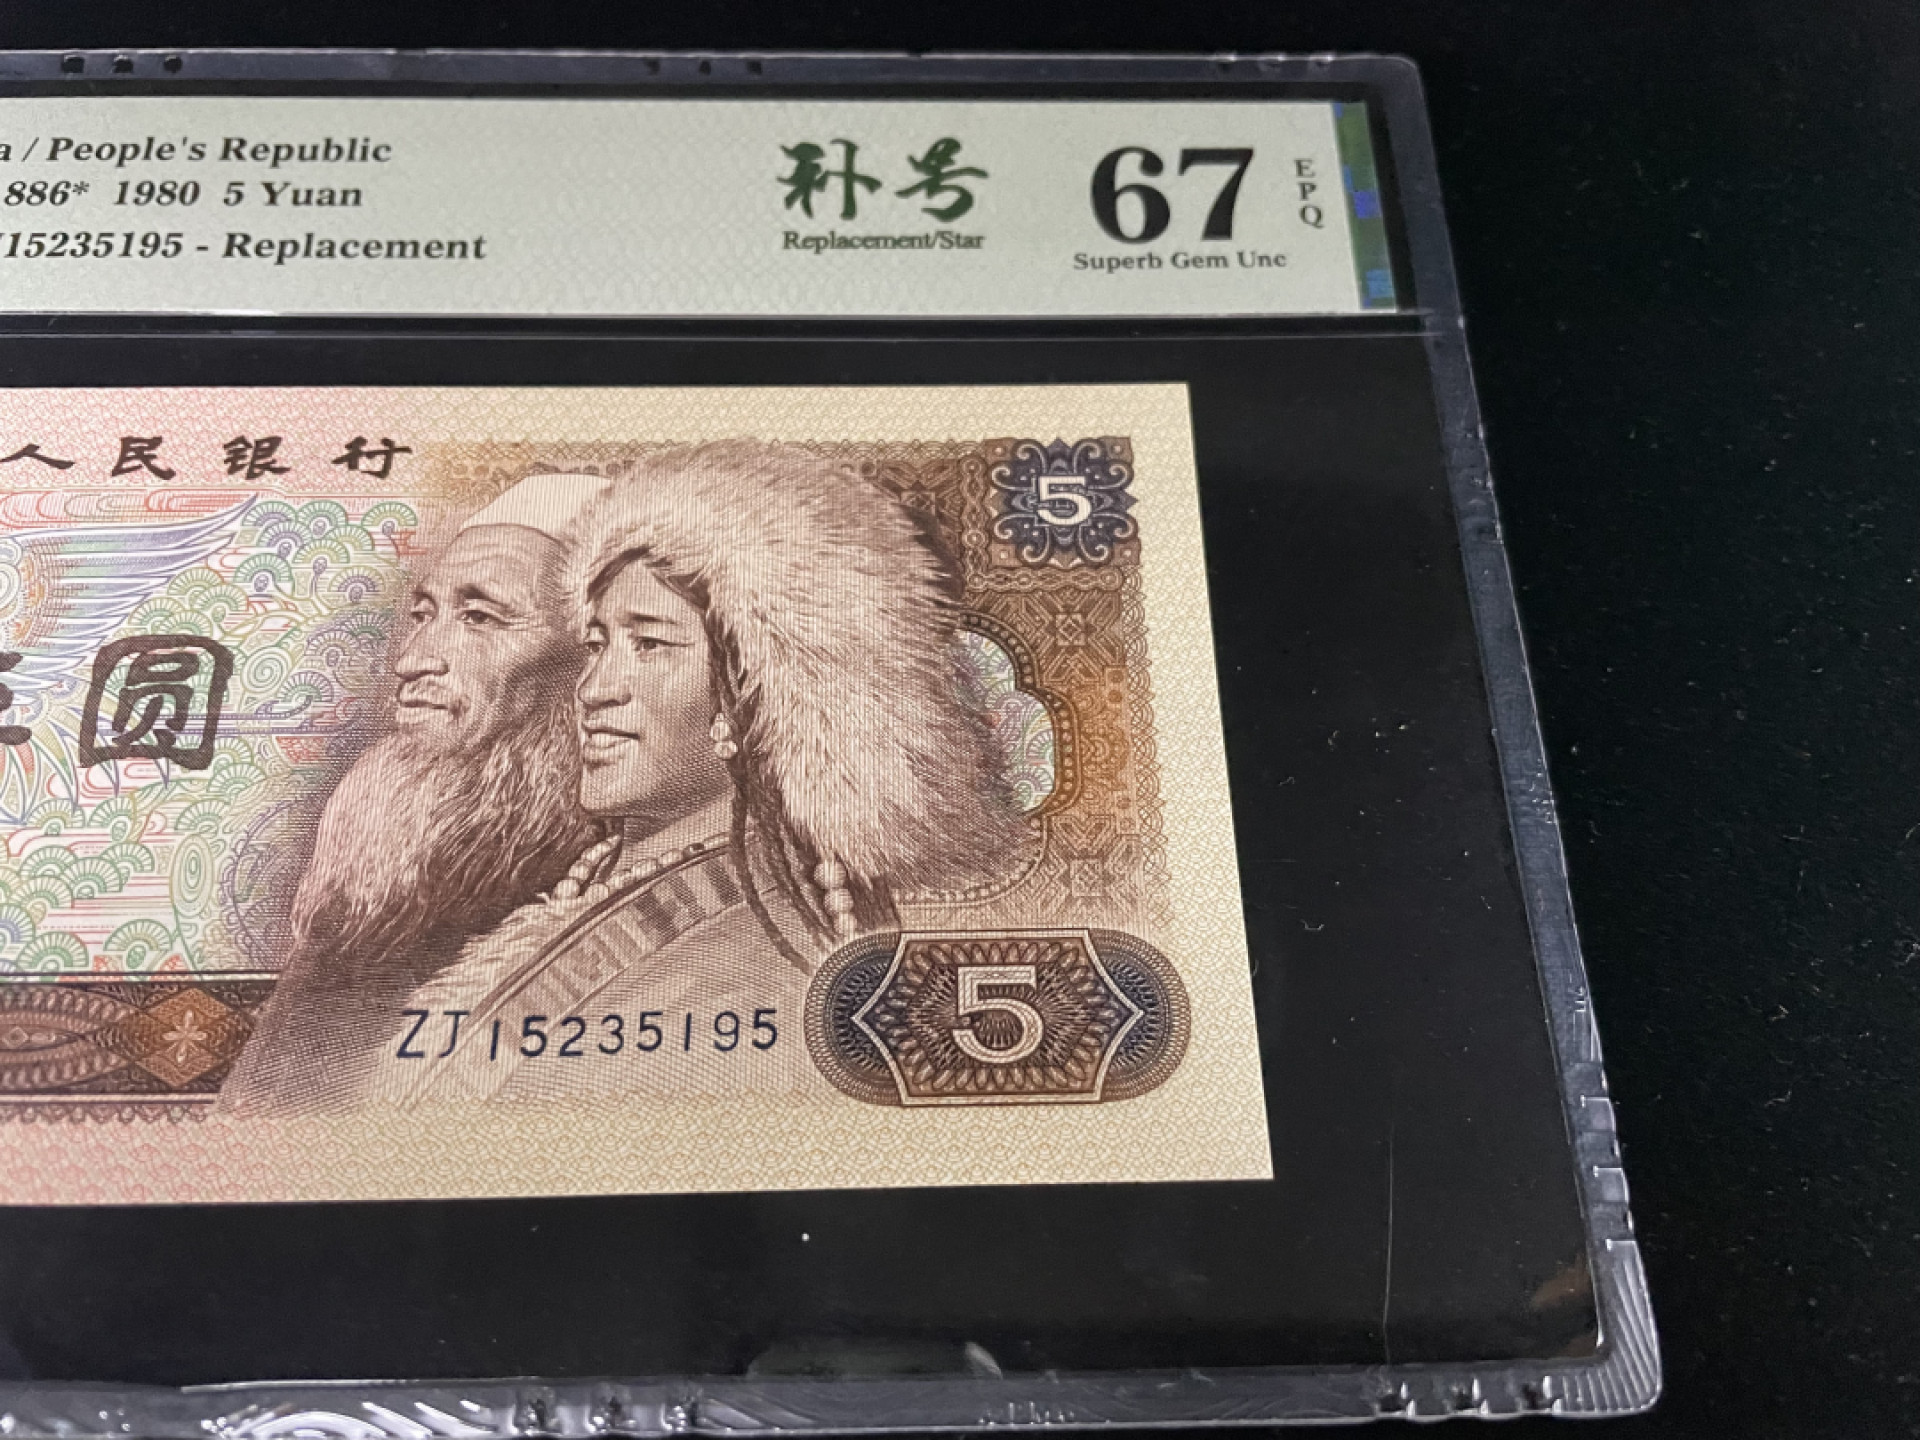 a / People's Republic
886* 1980 5 Yuan
15235195 - Replacement
补号
Replacement/Star
67
EPQ
Superb Gem Unc
人民银行
5
圆
ZJ15235195
5